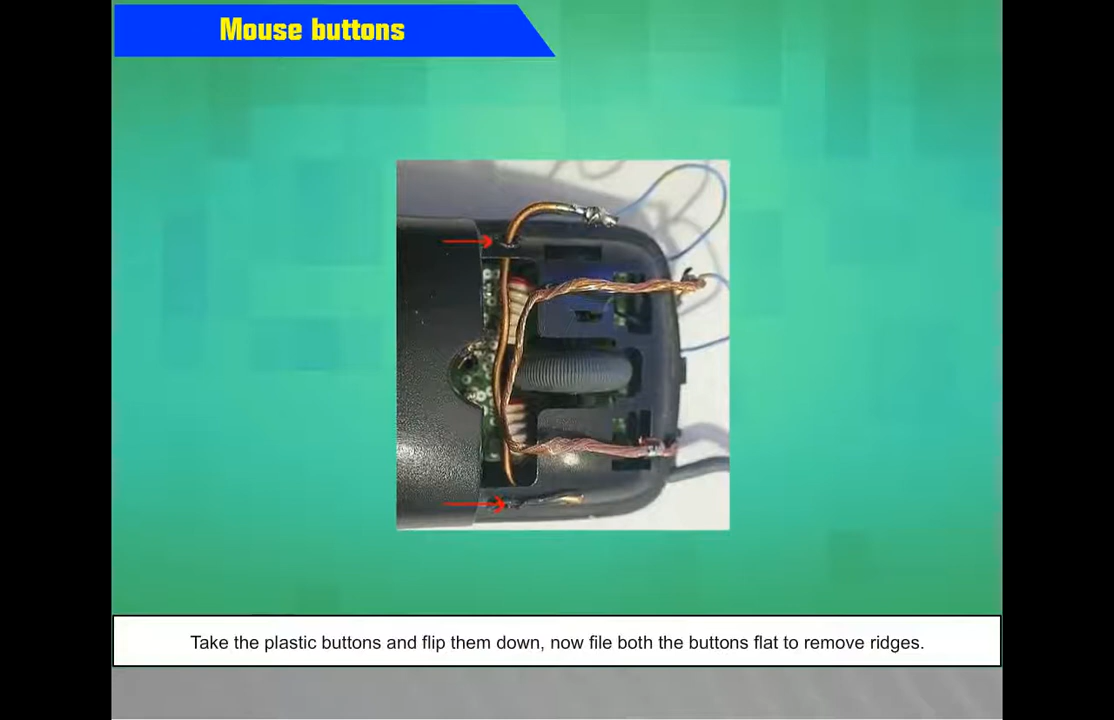 Mouse buttons
Take the plastic buttons and flip them down, now file both the buttons flat to remove ridges.